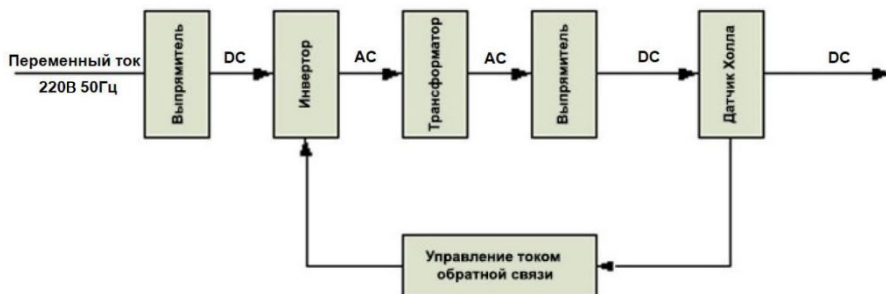 Переменный ток
220В 50Гц
Выпрямитель
DC
Инвертор
AC
Трансформатор
AC
Выпрямитель
DC
Датчик Холла
DC
Управление током
обратной связи